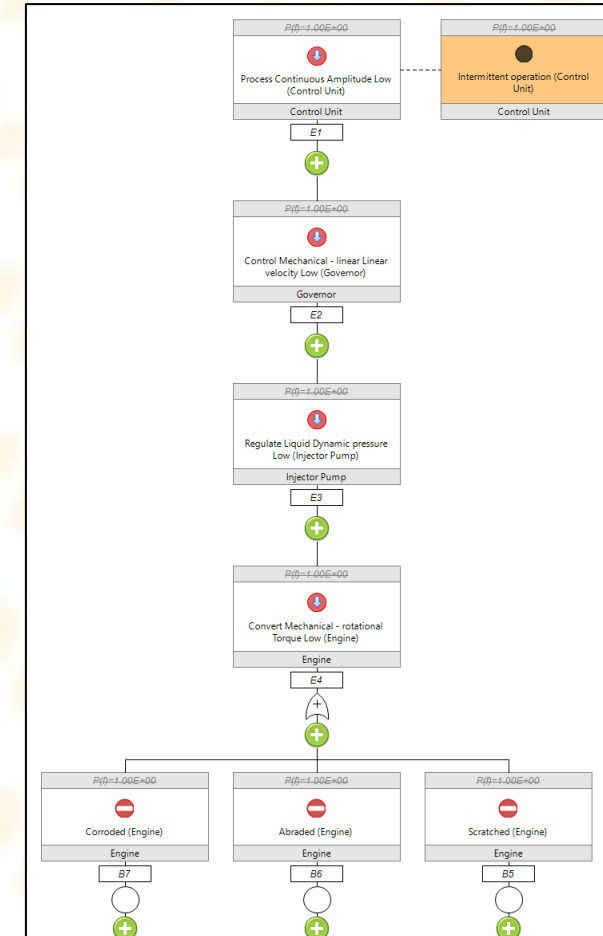 P(f)=1.00E+00
Process Continuous Amplitude Low
(Control Unit)
Control Unit
E1
P(f)=1.00E+00
Intermittent operation (Control
Unit)
Control Unit
P(f)=1.00E+00
Control Mechanical - linear Linear
velocity Low (Governor)
Governor
E2
P(f)=1.00E+00
Regulate Liquid Dynamic pressure
Low (Injector Pump)
Injector Pump
E3
P(f)=1.00E+00
Convert Mechanical - rotational
Torque Low (Engine)
Engine
E4
+
P(f)=1.00E+00
Corroded (Engine)
Engine
B7
P(f)=1.00E+00
Abraded (Engine)
Engine
B6
P(f)=1.00E+00
Scratched (Engine)
Engine
B5